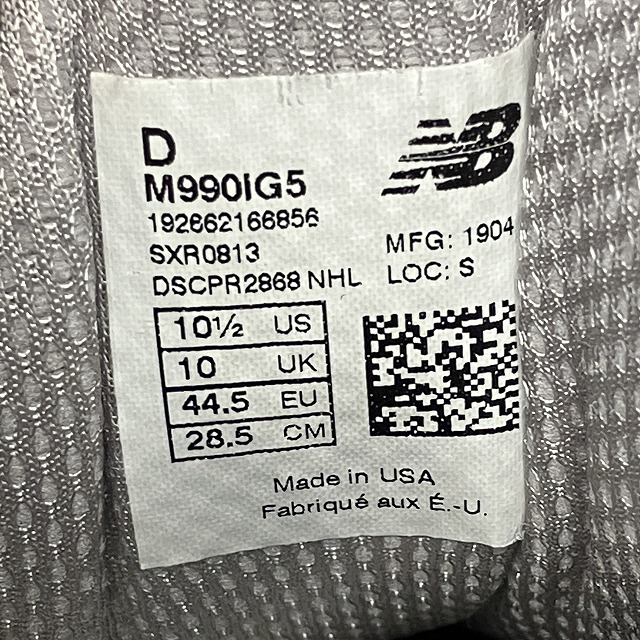 D
NB
M990IG5
192662166856
SXR0813
MFG: 1904
DSCPR2868 NHL
LOC: S
10½ US
10 UK
44.5 EU
28.5 CM
Made in USA
Fabriqué aux É.-U.